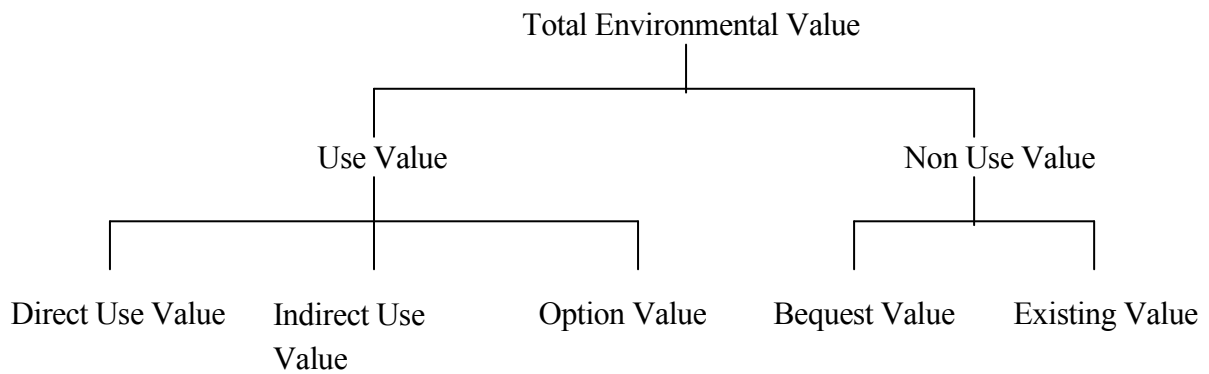 Total Environmental Value
Use Value
Non Use Value
Direct Use Value
Indirect Use
Value
Option Value
Bequest Value
Existing Value